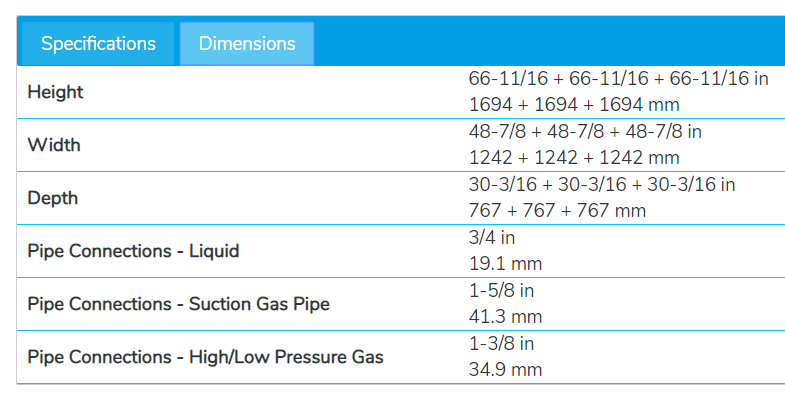 Specifications Dimensions
Height 66-11/16 + 66-11/16 + 66-11/16 in
1694 + 1694 + 1694 mm
Width 48-7/8 + 48-7/8 + 48-7/8 in
1242 + 1242 + 1242 mm
Depth 30-3/16 + 30-3/16 + 30-3/16 in
767 + 767 + 767 mm
Pipe Connections - Liquid 3/4 in
19.1 mm
Pipe Connections - Suction Gas Pipe 1-5/8 in
41.3 mm
Pipe Connections - High/Low Pressure Gas 1-3/8 in
34.9 mm